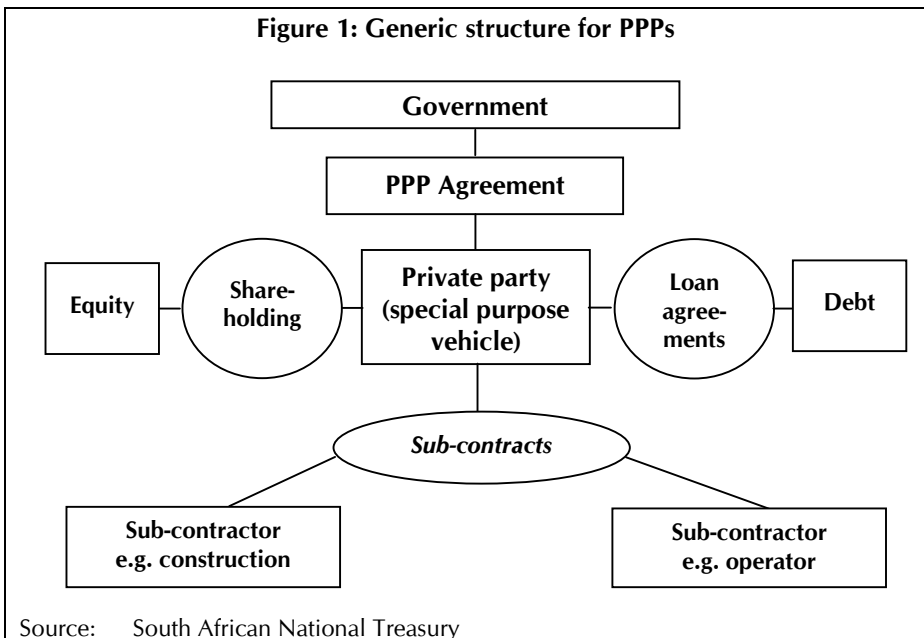 Figure 1: Generic structure for PPPs
Government
PPP Agreement
Equity
Share-
holding
Private party
(special purpose
vehicle)
Loan
agree-
ments
Debt
Sub-contracts
Sub-contractor
e.g. construction
Sub-contractor
e.g. operator
Source: South African National Treasury